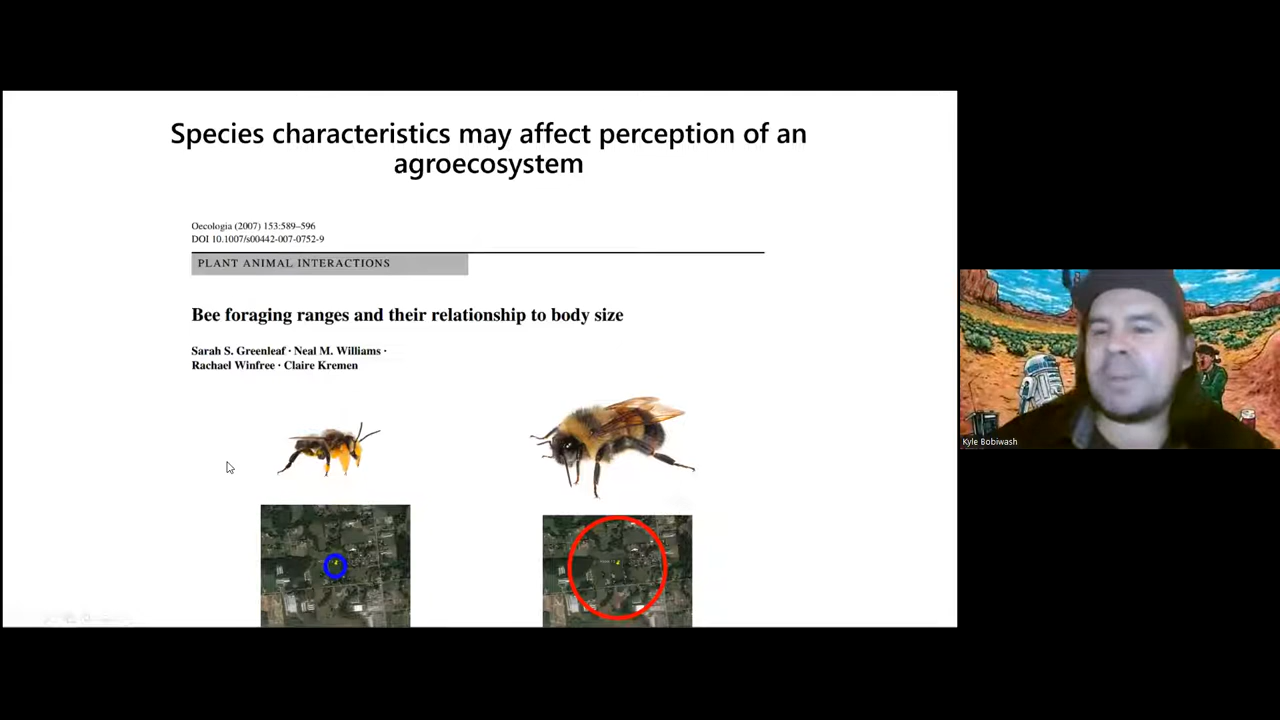 Species characteristics may affect perception of an
agroecosystem
Oecologia (2007) 153:589–596
DOI 10.1007/s00442-007-0752-9
PLANT ANIMAL INTERACTIONS
Bee foraging ranges and their relationship to body size
Sarah S. Greenleaf · Neal M. Williams ·
Rachael Winfree · Claire Kremen
Kyle Bobiwash